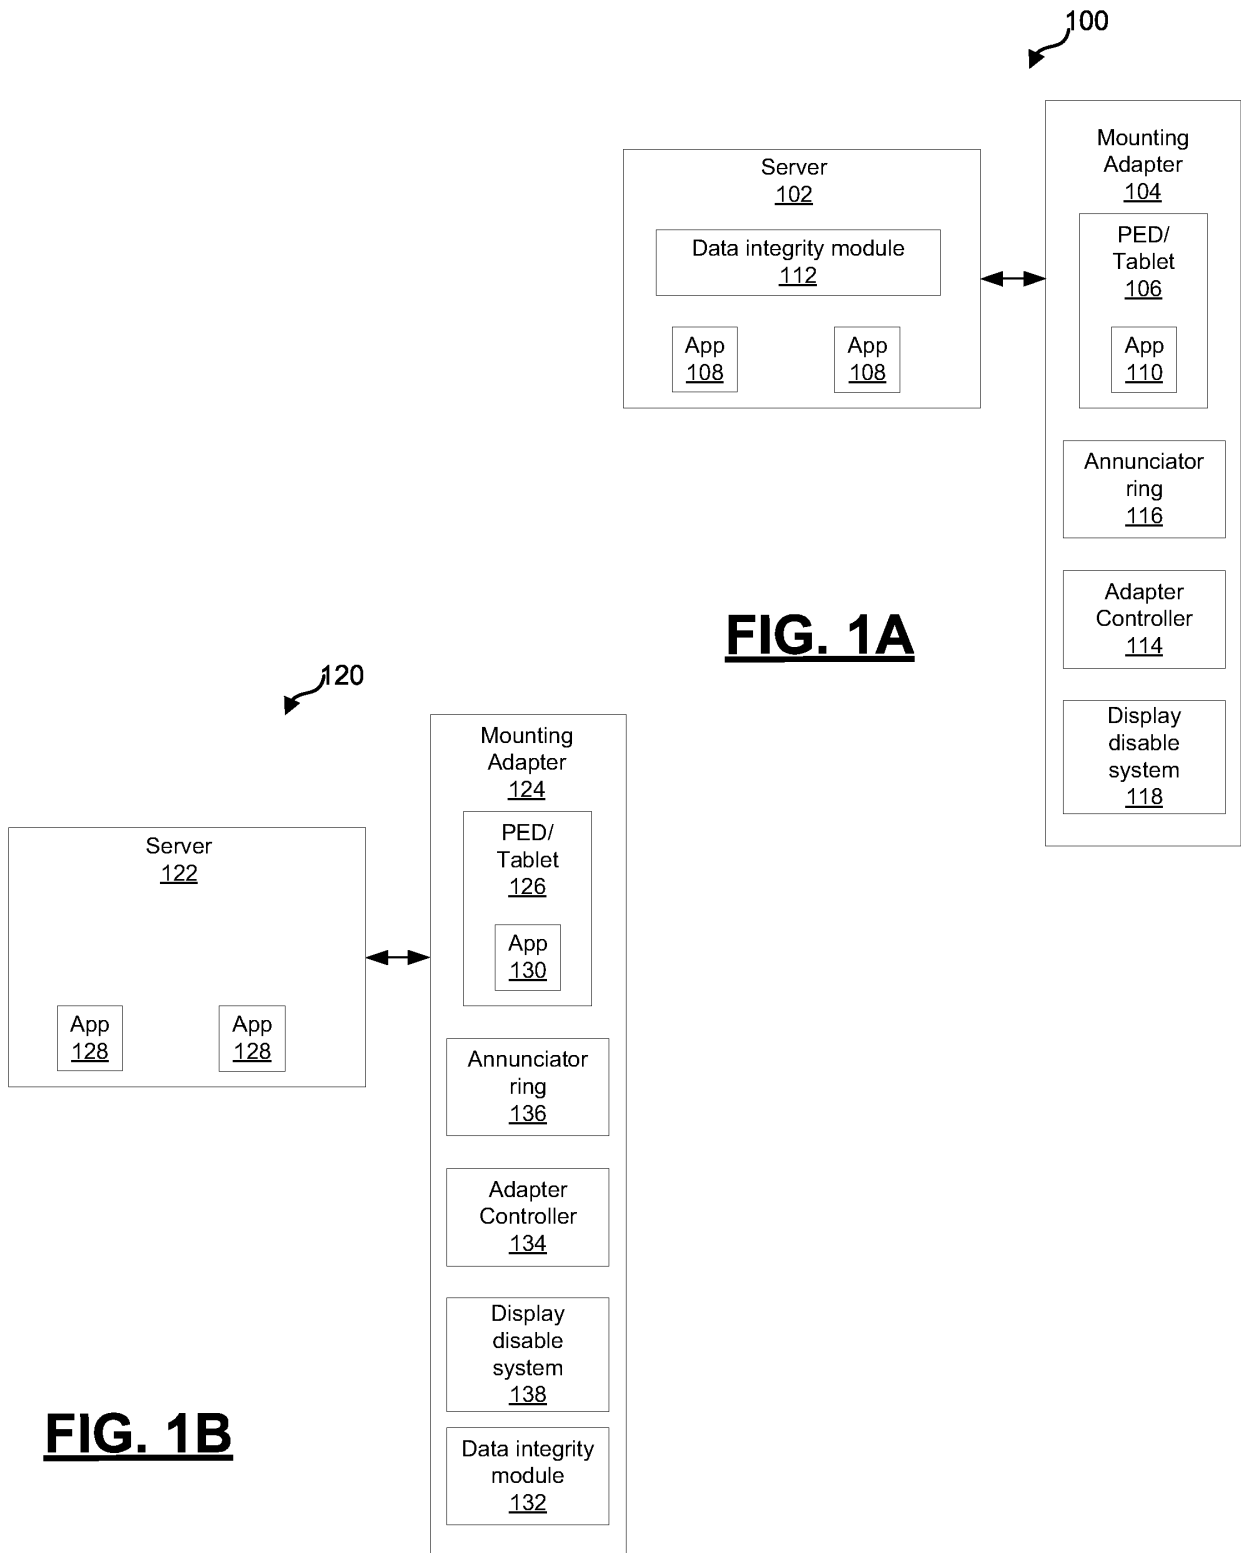 100
Server
102
Data integrity module
112
App
108
App
108
Mounting
Adapter
104
PED/
Tablet
106
App
110
Annunciator
ring
116
Adapter
Controller
114
Display
disable
system
118
FIG. 1A
120
Server
122
App
128
App
128
Mounting
Adapter
124
PED/
Tablet
126
App
130
Annunciator
ring
136
Adapter
Controller
134
Display
disable
system
138
Data integrity
module
132
FIG. 1B